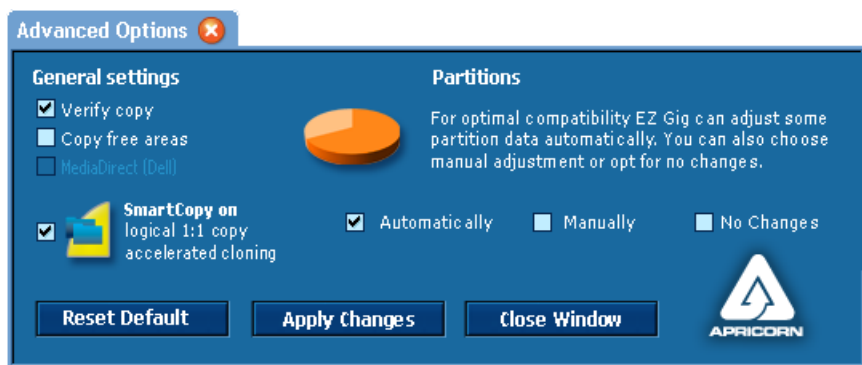 Advanced Options
General settings
Verify copy
Copy free areas
MediaDirect (Dell)
SmartCopy on
logical 1:1 copy
accelerated cloning
Partitions
For optimal compatibility EZ Gig can adjust some
partition data automatically. You can also choose
manual adjustment or opt for no changes.
Automatically
Manually
No Changes
Reset Default
Apply Changes
Close Window
APRICORN